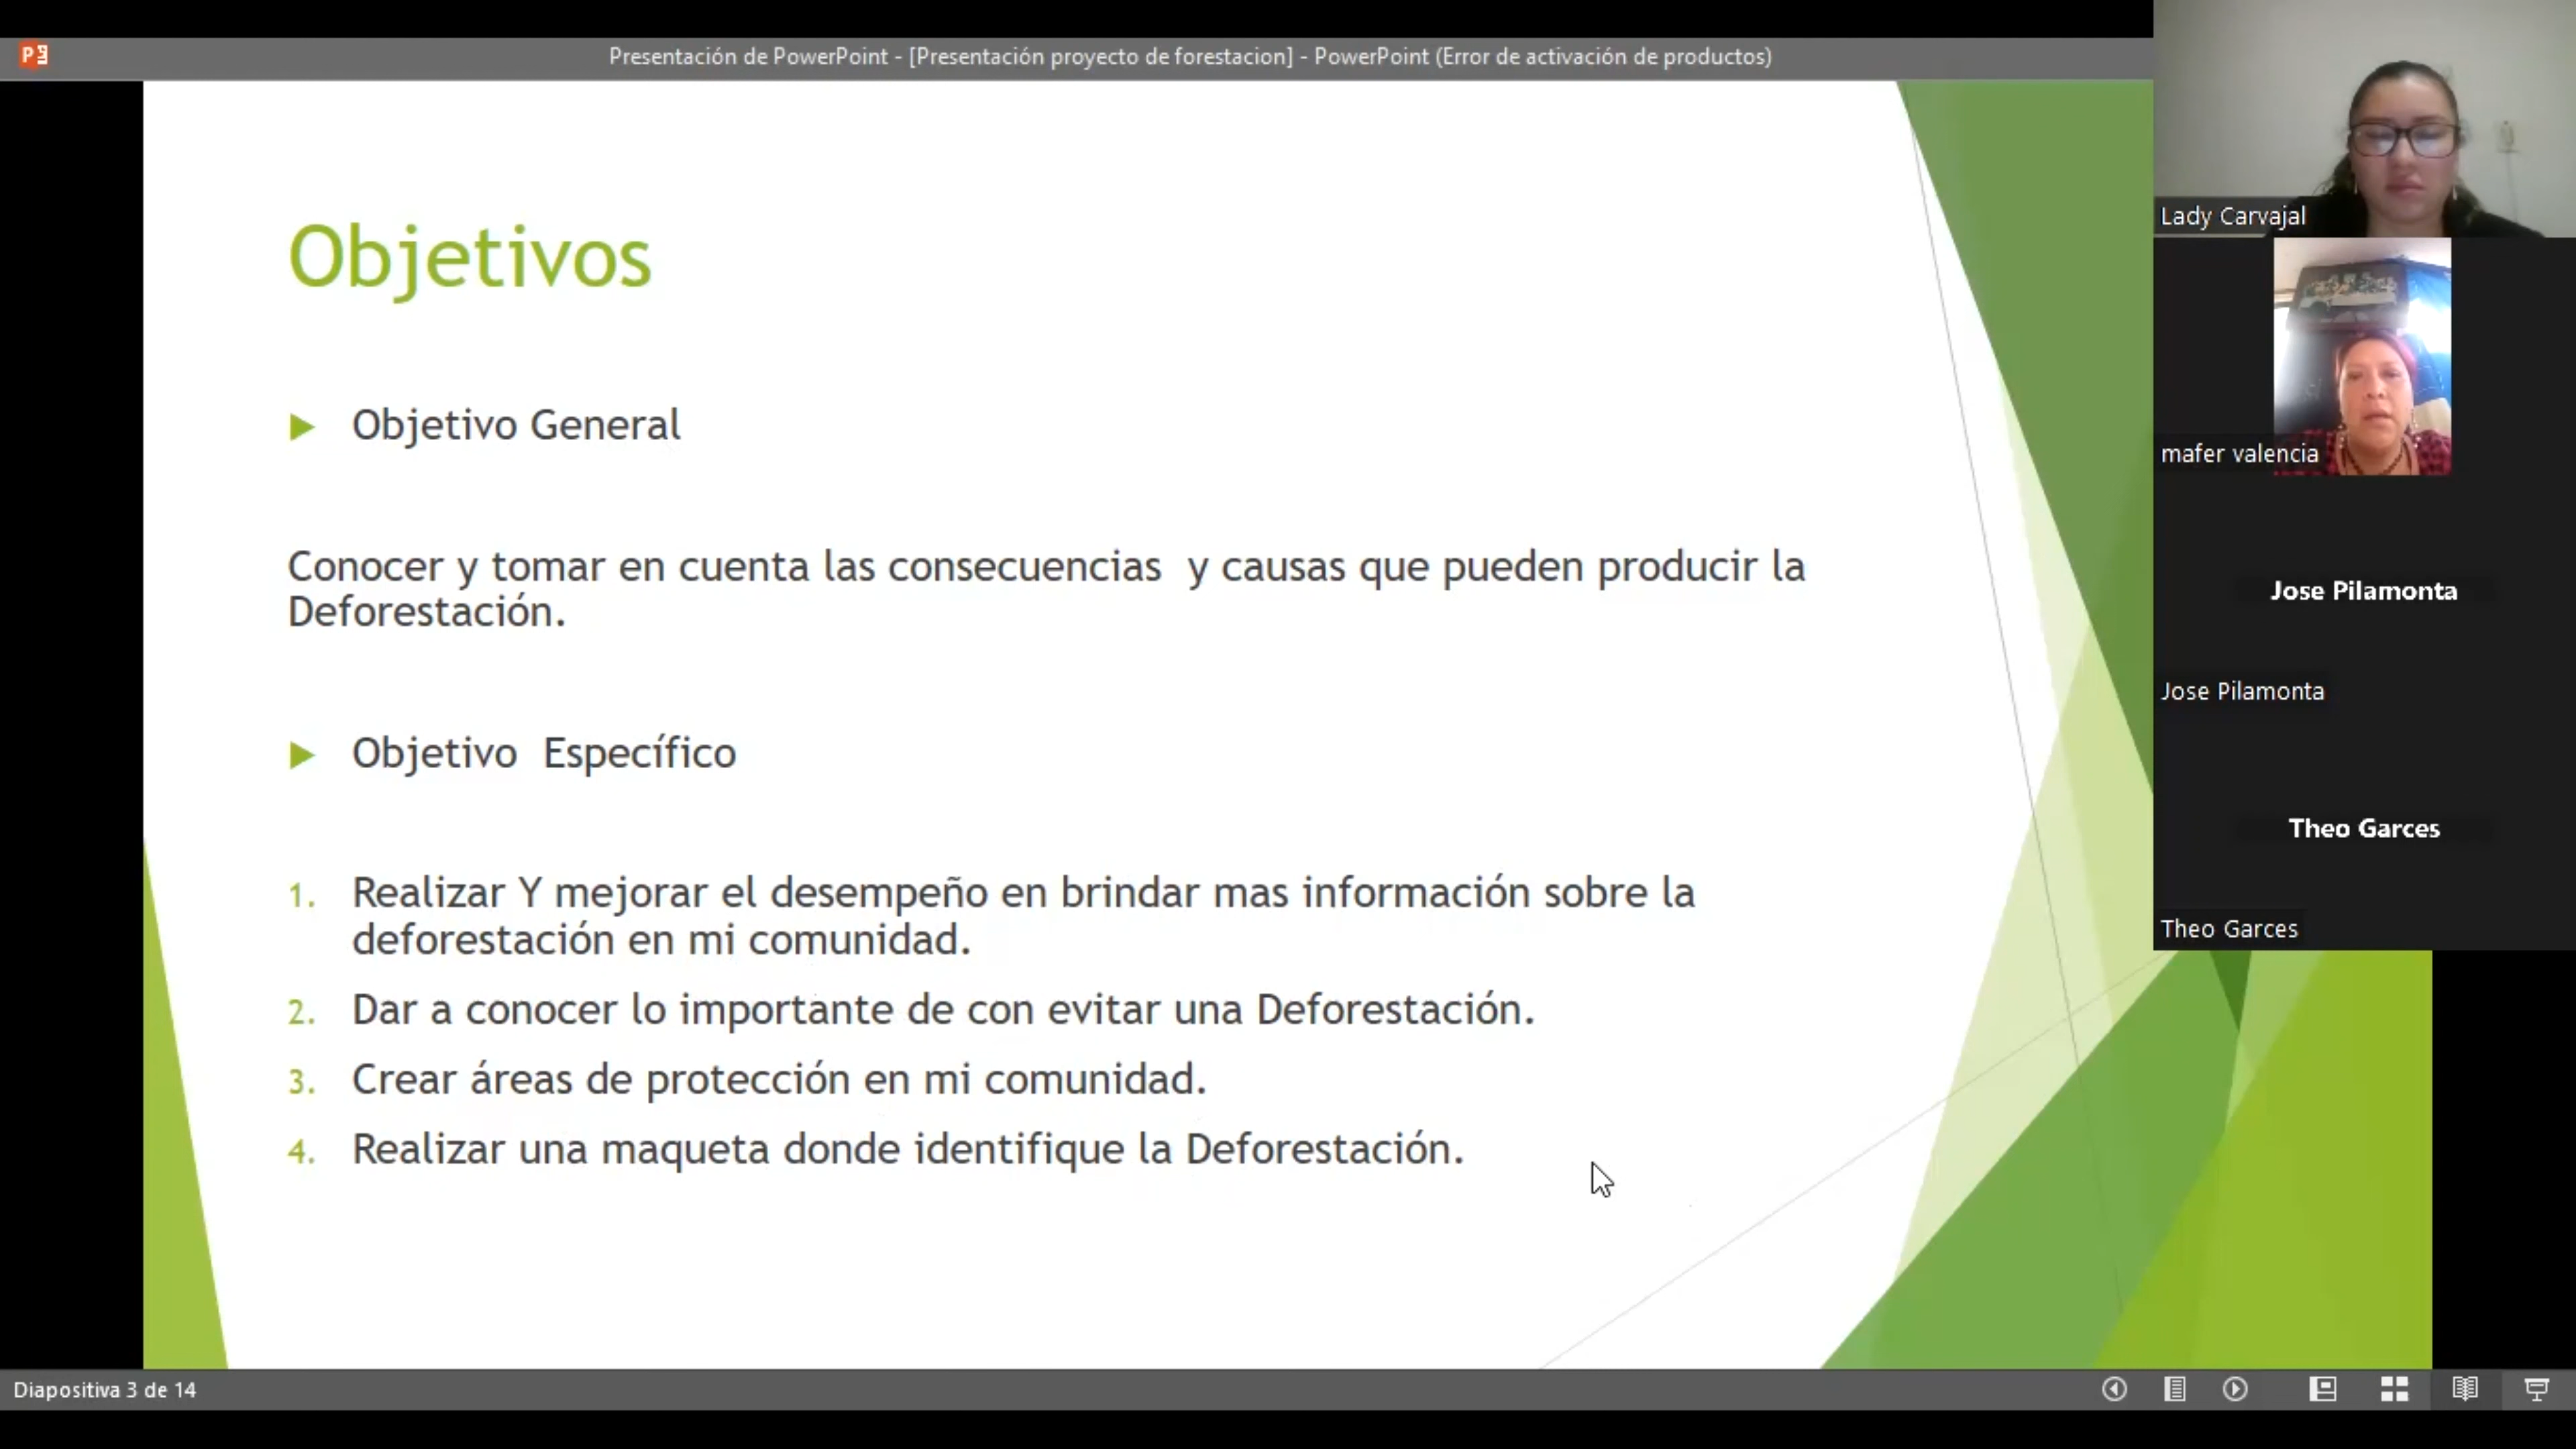 Presentación de PowerPoint - [Presentación proyecto de forestacion] - PowerPoint (Error de activación de productos)
Objetivos
Objetivo General
Conocer y tomar en cuenta las consecuencias y causas que pueden producir la
Deforestación.
Objetivo Específico
1. Realizar Y mejorar el desempeño en brindar mas información sobre la
deforestación en mi comunidad.
2. Dar a conocer lo importante de con evitar una Deforestación.
3. Crear áreas de protección en mi comunidad.
4. Realizar una maqueta donde identifique la Deforestación.
Lady Carvajal
mafer valencia
Jose Pilamonta
Jose Pilamonta
Theo Garces
Theo Garces
Diapositiva 3 de 14